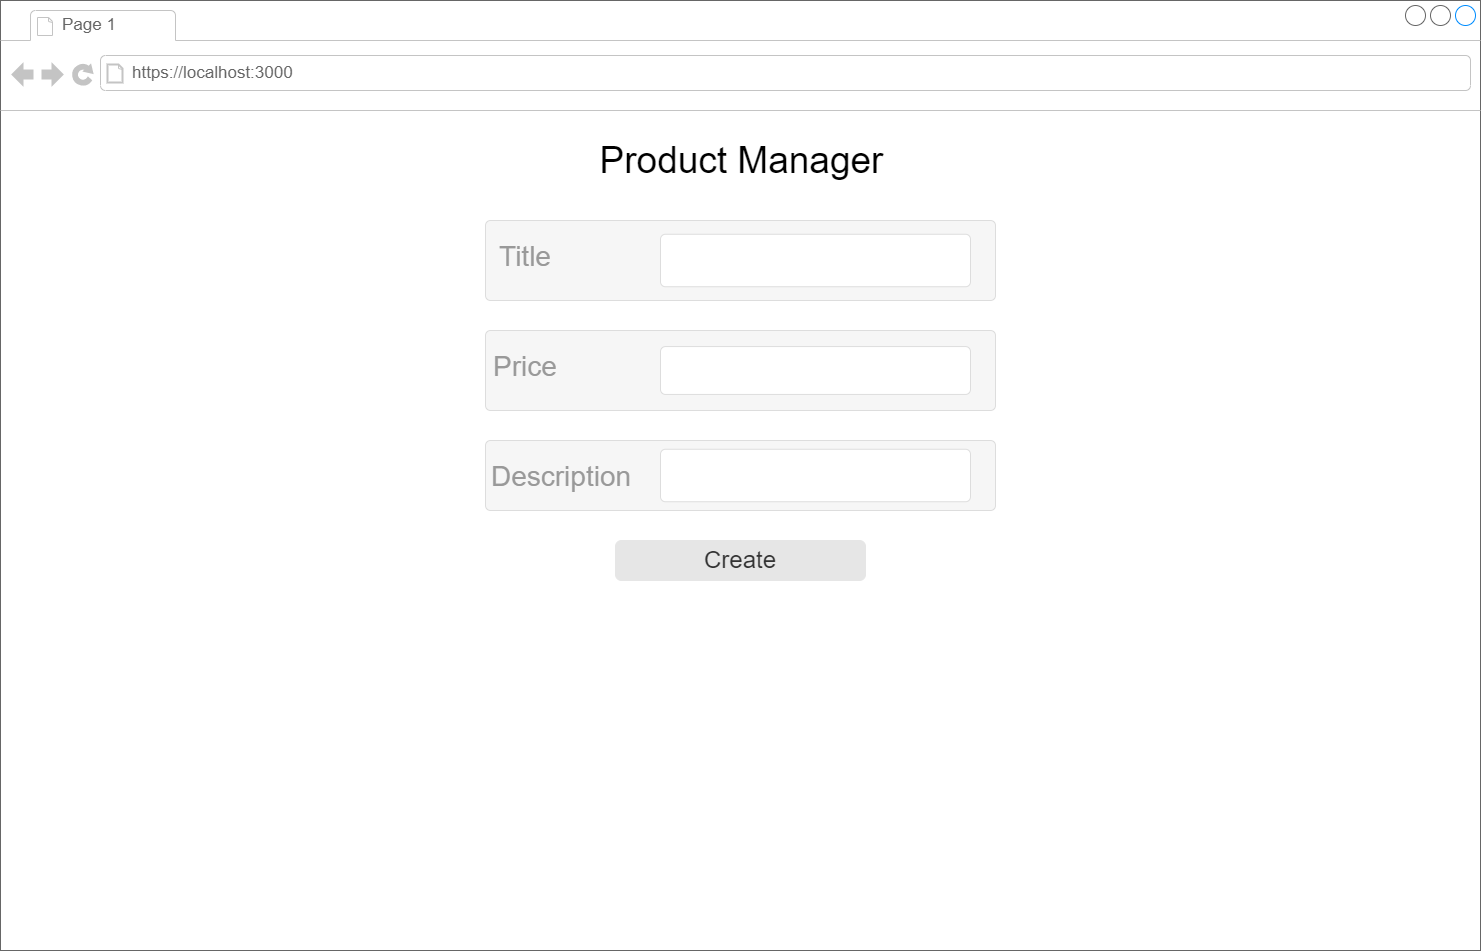 Page 1
https://localhost:3000
Product Manager
Title
Price
Description
Create